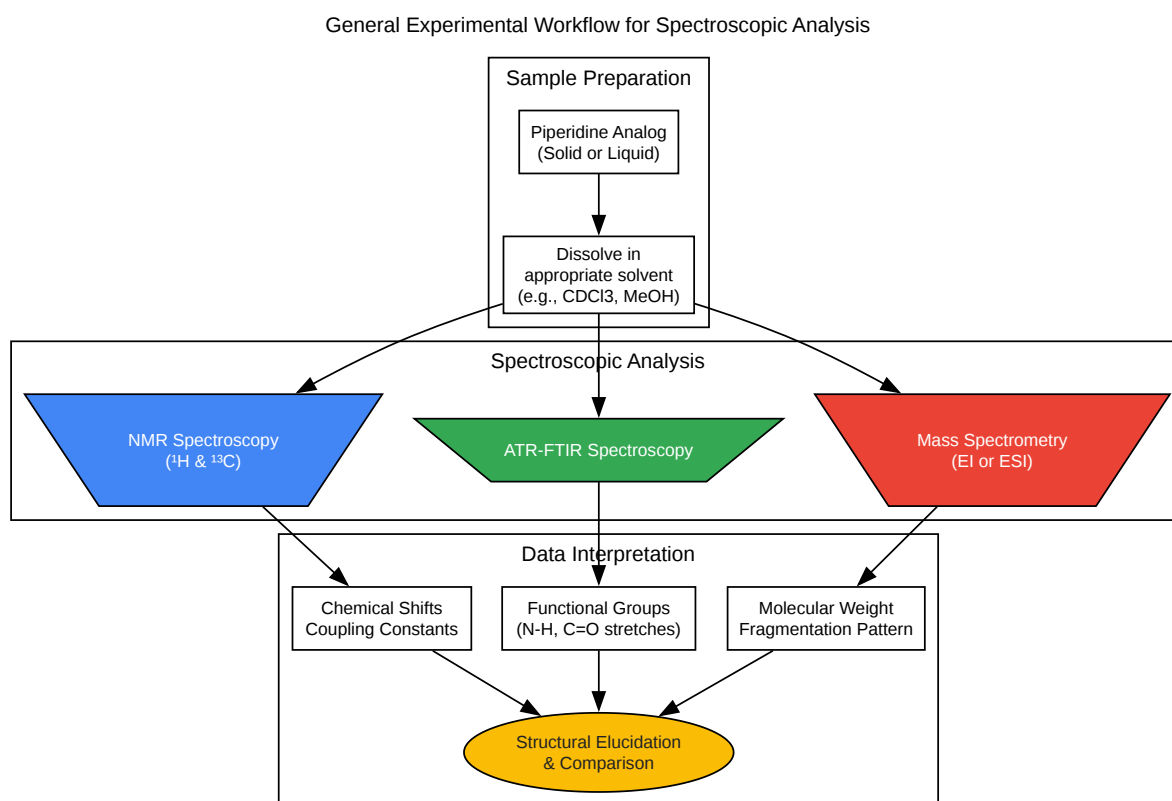 General Experimental Workflow for Spectroscopic Analysis
Sample Preparation
Piperidine Analog
(Solid or Liquid)
Dissolve in
appropriate solvent
(e.g., CDCl3, MeOH)
Spectroscopic Analysis
NMR Spectroscopy
(¹H & ¹³C)
ATR-FTIR Spectroscopy
Mass Spectrometry
(EI or ESI)
Data Interpretation
Chemical Shifts
Coupling Constants
Functional Groups
(N-H, C=O stretches)
Molecular Weight
Fragmentation Pattern
Structural Elucidation
& Comparison